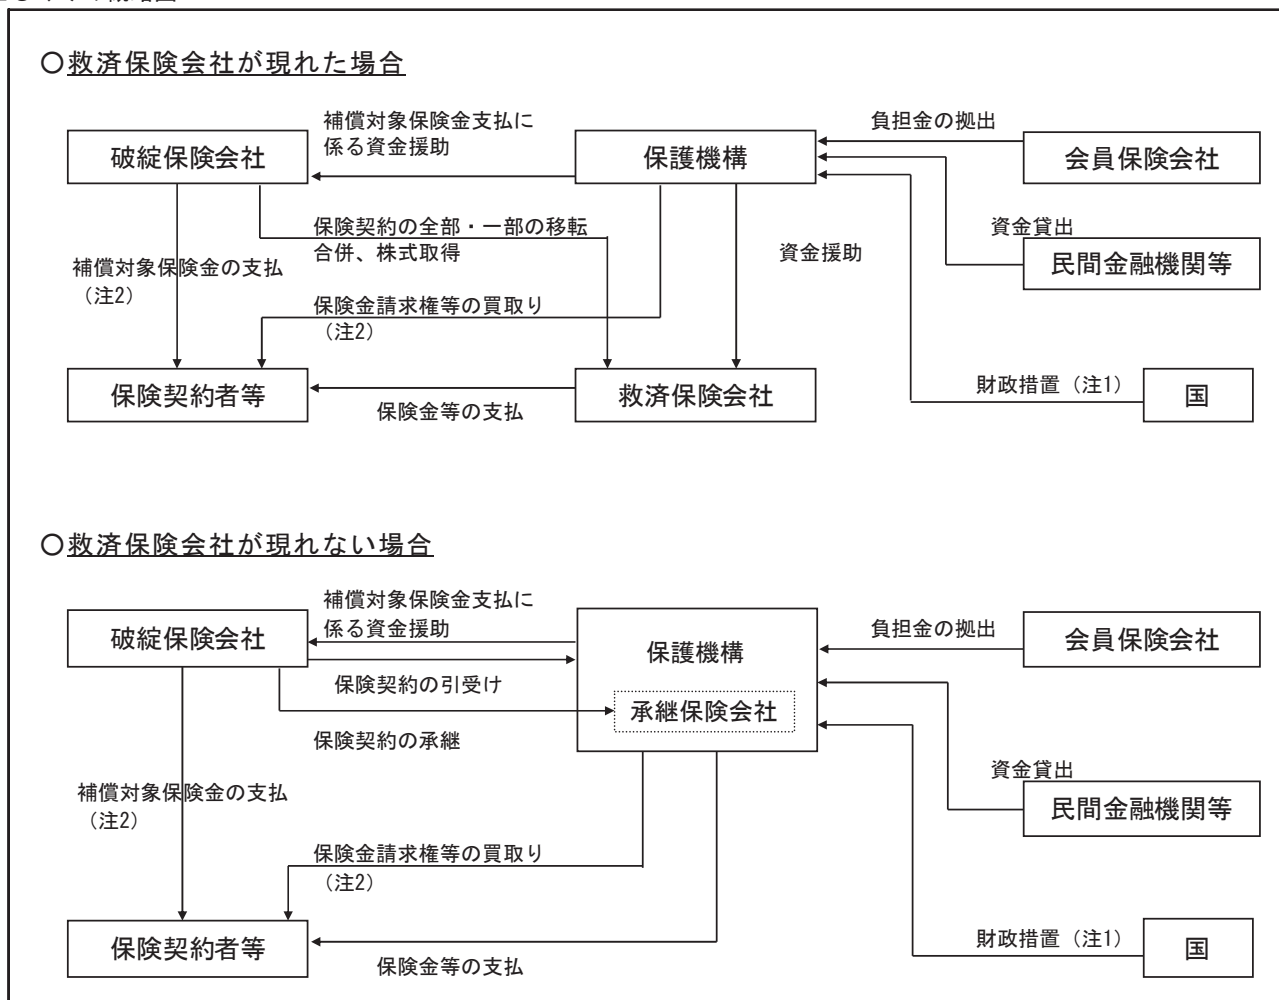 ○救済保険会社が現れた場合
補償対象保険金支払に
係る資金援助
負担金の拠出
破綻保険会社
保護機構
会員保険会社
保険契約の全部・一部の移転
合併、株式取得
資金援助
資金貸出
民間金融機関等
補償対象保険金の支払
（注2）
保険金請求権等の買取り
（注2）
財政措置（注1）
国
保険契約者等
保険金等の支払
救済保険会社
○救済保険会社が現れない場合
補償対象保険金支払に
係る資金援助
負担金の拠出
破綻保険会社
保護機構
会員保険会社
保険契約の引受け
承継保険会社
保険契約の承継
資金貸出
民間金融機関等
補償対象保険金の支払
（注2）
保険金請求権等の買取り
（注2）
財政措置（注1）
国
保険契約者等
保険金等の支払